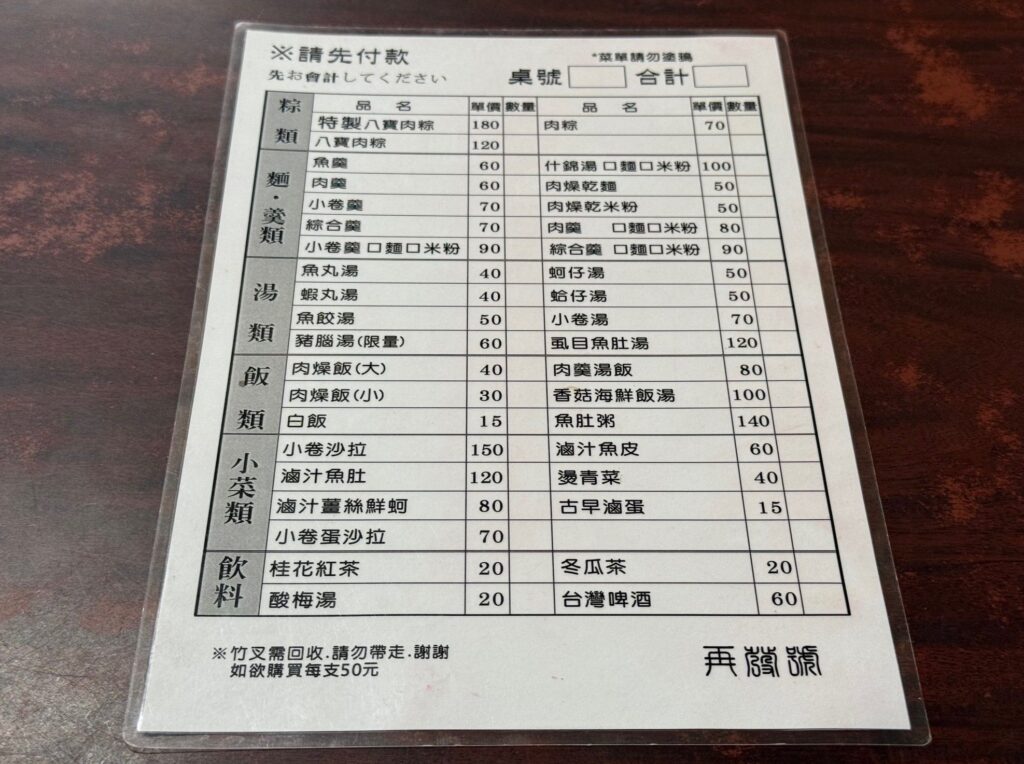 ※請先付款
*菜單請勿塗鴉
先お會計してください
桌號 合計
粽類 品名 單價 數量 品名 單價 數量
特製八寶肉粽 180 肉粽 70
八寶肉粽 120
麵·羹類
魚羹 60 什錦湯 口麵口米粉 100
肉羹 60 肉燥乾麵 50
小卷羹 70 肉燥乾米粉 50
綜合羹 70 肉羹 口麵口米粉 80
小卷羹 口麵口米粉 90 綜合羹 口麵口米粉 90
湯類
魚丸湯 40 蚵仔湯 50
蝦丸湯 40 蛤仔湯 50
魚餃湯 50 小卷湯 70
豬腦湯(限量) 60 虱目魚肚湯 120
飯類
肉燥飯(大) 40 肉羹湯飯 80
肉燥飯(小) 30 香菇海鮮飯湯 100
白飯 15 魚肚粥 140
小菜類
小卷沙拉 150 滷汁魚皮 60
滷汁魚肚 120 燙青菜 40
滷汁薑絲鮮蚵 80 古早滷蛋 15
小卷蛋沙拉 70
飲料
桂花紅茶 20 冬瓜茶 20
酸梅湯 20 台灣啤酒 60
※竹叉需回收.請勿帶走.謝謝
如欲購買每支50元
再發號